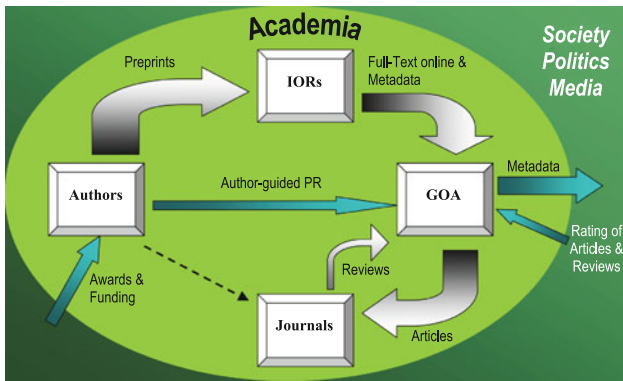 Academia
Society
Politics
Media
Preprints
IORs
Full-Text online &
Metadata
Authors
Author-guided PR
GOA
Metadata
Rating of
Articles &
Reviews
Awards &
Funding
Reviews
Journals
Articles